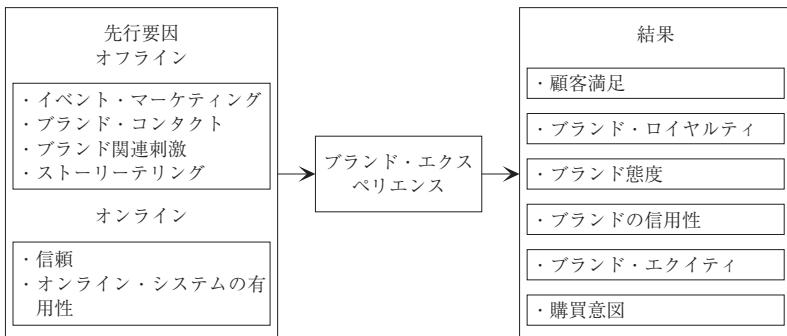 先行要因
オフライン
・イベント・マーケティング
・ブランド・コンタクト
・ブランド関連刺激
・ストーリーテリング
オンライン
・信頼
・オンライン・システムの有
用性
ブランド・エクス
ペリエンス
結果
・顧客満足
・ブランド・ロイヤルティ
・ブランド態度
・ブランドの信用性
・ブランド・エクイティ
・購買意図